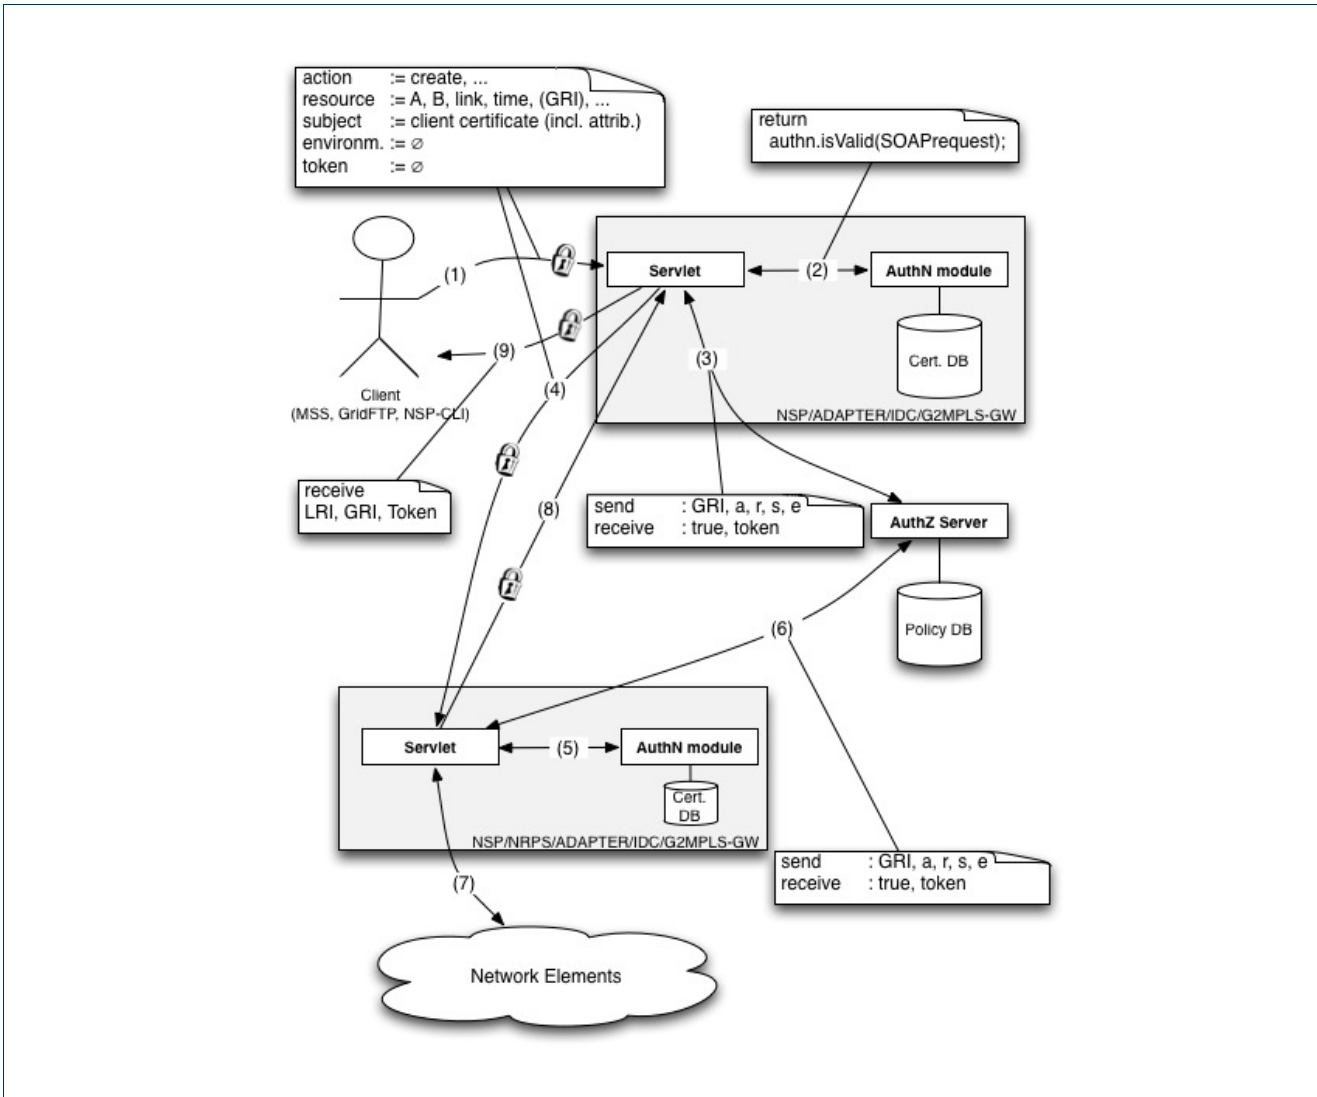 action := create, ...
resource := A, B, link, time, (GRI), ...
subject := client certificate (incl. attrib.)
environm. := ∅
token := ∅
return
authn.isValid(SOAPrequest);
(1)
Servlet
(2)
AuthN module
Cert. DB
(9)
(3)
(4)
NSP/ADAPTER/IDC/G2MPLS-GW
Client
(MSS, GridFTP, NSP-CLI)
receive
LRI, GRI, Token
(8)
send : GRI, a, r, s, e
receive : true, token
AuthZ Server
Policy DB
(6)
Servlet
(5)
AuthN module
Cert.
DB
NSP/NRPS/ADAPTER/IDC/G2MPLS-GW
(7)
send : GRI, a, r, s, e
receive : true, token
Network Elements